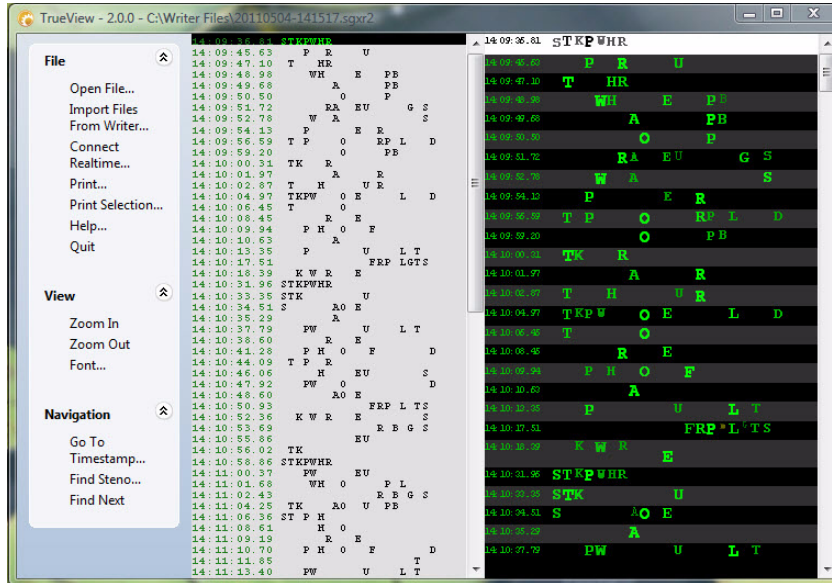 TrueView - 2.0.0 - C:\Writer Files\20110504-141517.sgxr2
File
Open File...
Import Files
From Writer...
Connect
Realtime...
Print...
Print Selection...
Help...
Quit
View
Zoom In
Zoom Out
Font...
Navigation
Go To
Timestamp...
Find Steno...
Find Next
14:09:36.81 STKPWHR
14:09:45.63 P R U
14:09:47.10 T HR
14:09:48.98 WH E PB
14:09:49.68 A PB
14:09:50.50 O P
14:09:51.72 RA EU G S
14:09:52.78 W A S
14:09:54.13 P E R
14:09:56.59 T P O RP L D
14:09:59.20 O PB
14:10:00.31 TK R
14:10:01.97 A R
14:10:02.87 T H U R
14:10:04.97 TKPW O E L D
14:10:06.45 T O
14:10:08.45 R E
14:10:09.94 P H O F
14:10:10.63 A
14:10:13.35 P U L T
14:10:17.51 FRP LGTS
14:10:18.39 K W R E
14:10:31.96 STKPWHR
14:10:33.35 STK U
14:10:34.51 S AO E
14:10:35.29 A
14:10:37.79 PW U L T
14:10:38.60 R E
14:10:41.28 P H O F D
14:10:44.09 T P R
14:10:46.06 H EU S
14:10:47.92 PW O D
14:10:48.60 AO E
14:10:50.93 FRP L TS
14:10:52.36 K W R E S
14:10:53.69 R B G S
14:10:55.86 EU
14:10:56.02 TK
14:10:58.86 STKPWHR
14:11:00.37 PW EU
14:11:01.68 WH O P L
14:11:02.43 R B G S
14:11:04.25 TK AO E S
14:11:06.36 ST P H
14:11:08.61 H O
14:11:09.19 R E
14:11:10.70 P H O F D
14:11:11.85 T
14:11:13.40 PW U L T
14:09:36.81 STKPWHR
14:09:45.63 P R U
14:09:47.10 T HR
14:09:48.98 WH E PB
14:09:49.68 A PB
14:09:50.50 O P
14:09:51.72 RA EU G S
14:09:52.78 W A S
14:09:54.13 P E R
14:09:56.59 T P O RP L D
14:09:59.20 O PB
14:10:00.31 TK R
14:10:01.97 A R
14:10:02.87 T H U R
14:10:04.97 TKPW O E L D
14:10:06.45 T O
14:10:08.45 R E
14:10:09.94 P H O F
14:10:10.63 A
14:10:13.35 P U L T
14:10:17.51 FRP B L G T S
14:10:18.39 K W R E
14:10:31.96 STKPWHR
14:10:33.35 STK U
14:10:34.51 S AO E
14:10:35.29 A
14:10:37.79 PW U L T